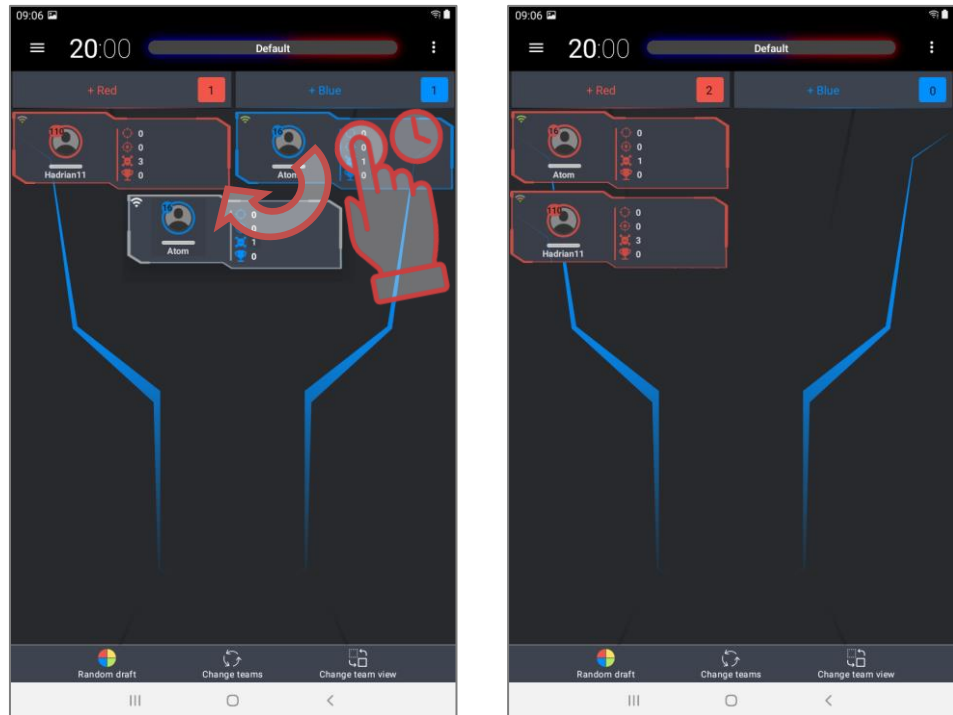 09:06
20:00 Default
+ Red 1 + Blue 1
110 0
0
3
Hadrian11 0
16 0
0
1
Atom 0
16 0
0
1
Atom 0
Random draft Change teams Change team view
09:06
20:00 Default
+ Red 2 + Blue 0
16 0
0
1
Atom 0
110 0
0
3
Hadrian11 0
Random draft Change teams Change team view